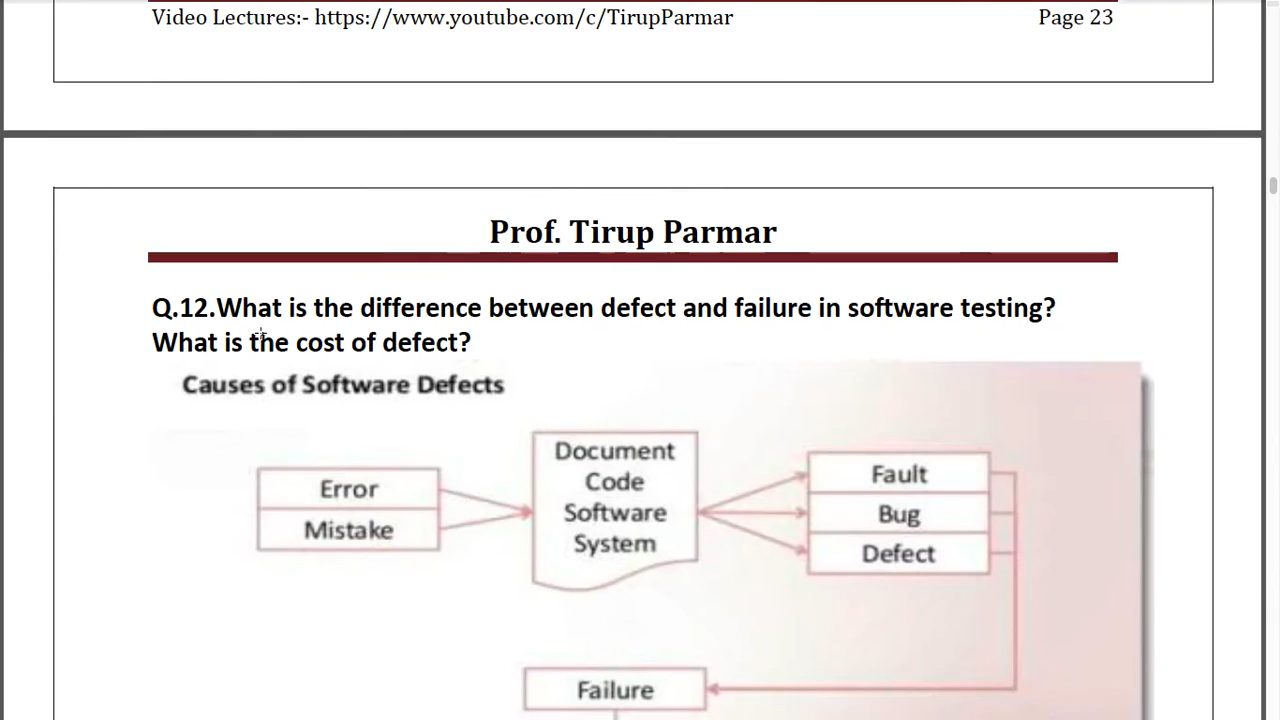 Video Lectures:- https://www.youtube.com/c/TirupParmar Page 23
Prof. Tirup Parmar
Q.12.What is the difference between defect and failure in software testing?
What is the cost of defect?
Causes of Software Defects
Error
Mistake
Document
Code
Software
System
Fault
Bug
Defect
Failure